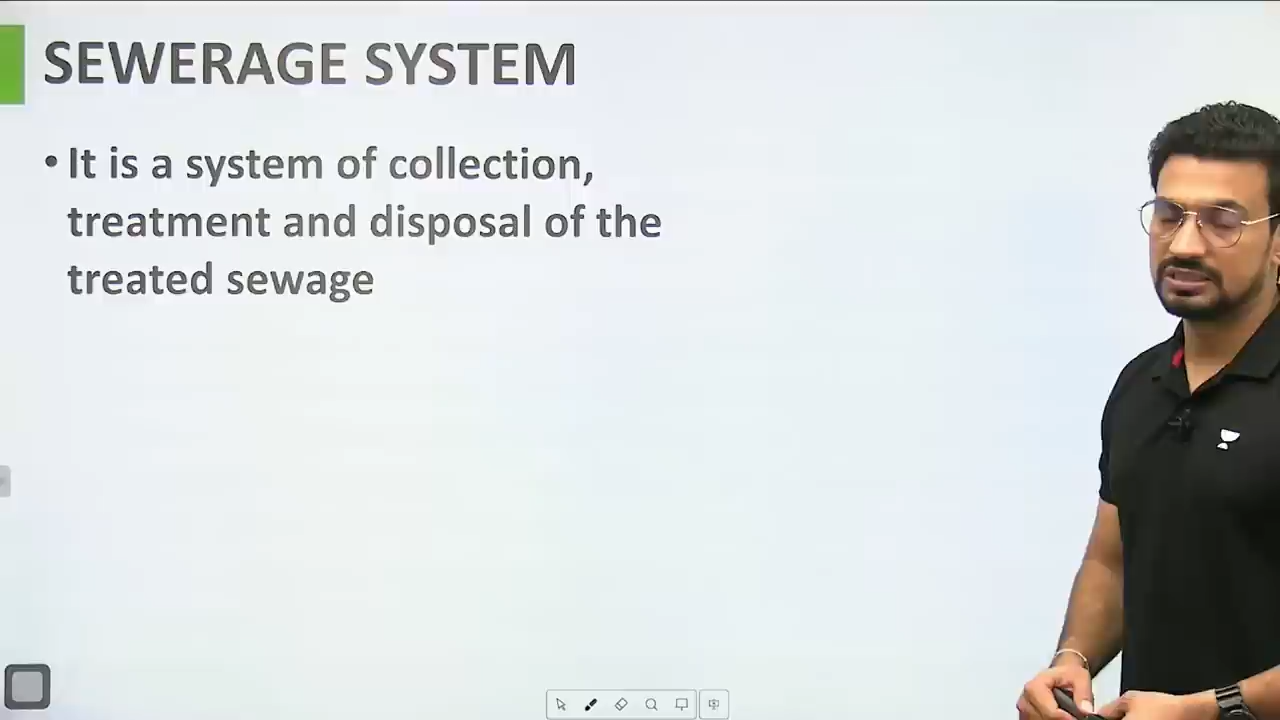 SEWERAGE SYSTEM
• It is a system of collection,
treatment and disposal of the
treated sewage